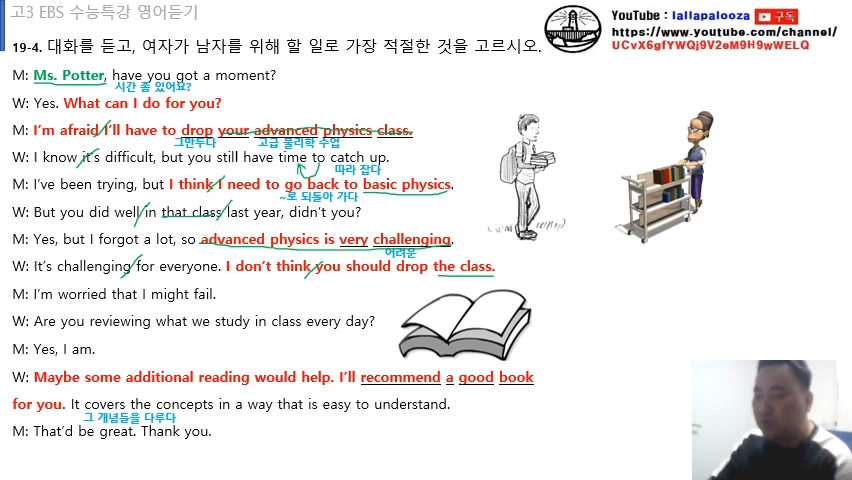 고3 EBS 수능특강 영어듣기
YouTube : lallapalooza 구독
https://www.youtube.com/channel/
UCvX6gfYWQj9V2eM9H9wWELQ
19-4. 대화를 듣고, 여자가 남자를 위해 할 일로 가장 적절한 것을 고르시오.
M: Ms. Potter, have you got a moment?
시간 좀 있어요?
W: Yes. What can I do for you?
M: I'm afraid I'll have to drop your advanced physics class.
그만두다 고급 물리학 수업
W: I know it's difficult, but you still have time to catch up.
따라 잡다
M: I've been trying, but I think I need to go back to basic physics.
~로 되돌아 가다
W: But you did well in that class last year, didn't you?
M: Yes, but I forgot a lot, so advanced physics is very challenging.
어려운
W: It's challenging for everyone. I don't think you should drop the class.
M: I'm worried that I might fail.
W: Are you reviewing what we study in class every day?
M: Yes, I am.
W: Maybe some additional reading would help. I'll recommend a good book
for you. It covers the concepts in a way that is easy to understand.
그 개념들을 다루다
M: That'd be great. Thank you.